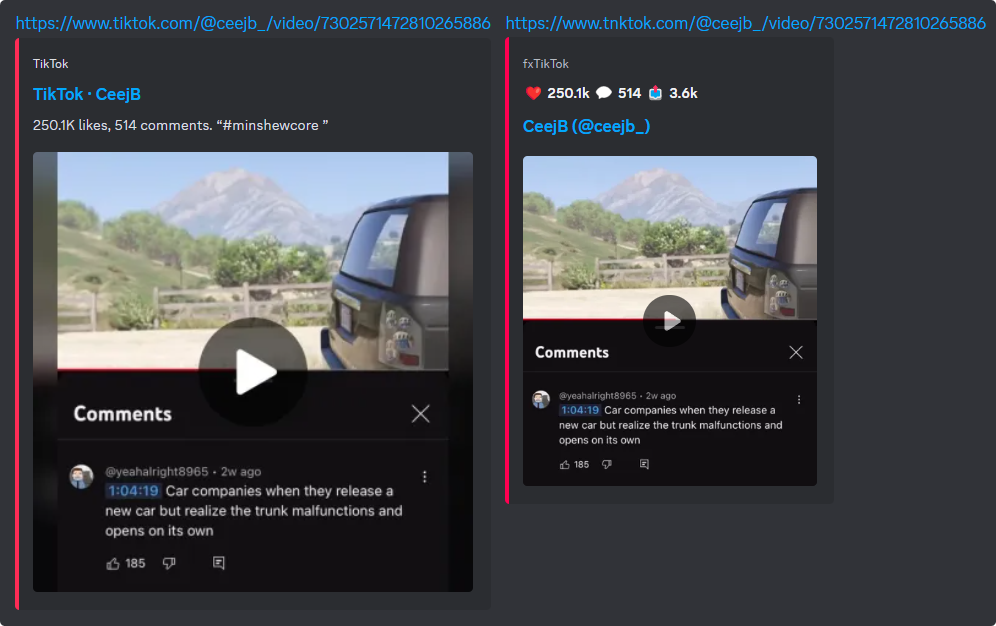 https://www.tiktok.com/@ceejb_/video/7302571472810265886
TikTok
TikTok · CeejB
250.1K likes, 514 comments. “#minshewcore ”
Comments
@yeahalright8965 • 2w ago
1:04:19 Car companies when they release a
new car but realize the trunk malfunctions and
opens on its own
185
https://www.tnktok.com/@ceejb_/video/7302571472810265886
fxTikTok
❤️ 250.1k 💬 514 📤 3.6k
CeejB (@ceejb_)
Comments
@yeahalright8965 • 2w ago
1:04:19 Car companies when they release a
new car but realize the trunk malfunctions and
opens on its own
185